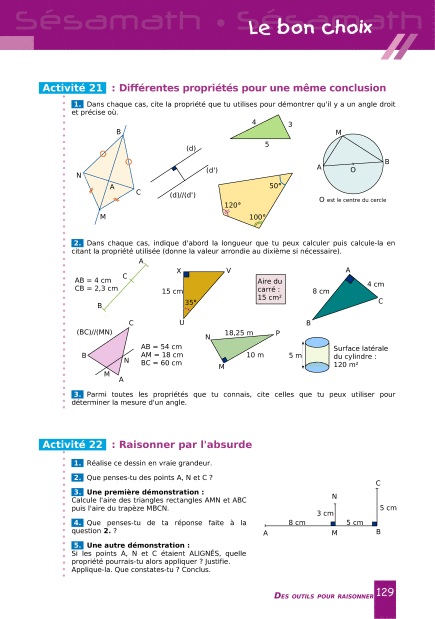 Sésamath • Sésamath
Le bon choix
Activité 21 : Différentes propriétés pour une même conclusion
1. Dans chaque cas, cite la propriété que tu utilises pour démontrer qu'il y a un angle droit
et précise où.
B
N
A
C
M
(d)
(d')
(d)//(d')
4
3
5
50°
120°
100°
M
A
B
O
O est le centre du cercle
2. Dans chaque cas, indique d'abord la longueur que tu peux calculer puis calcule-la en
citant la propriété utilisée (donne la valeur arrondie au dixième si nécessaire).
AB = 4 cm
CB = 2,3 cm
A
C
B
X
V
15 cm
35°
U
Aire du
carré :
15 cm²
A
8 cm
4 cm
C
B
(BC)//(MN)
C
B
N
M
A
AB = 54 cm
AM = 18 cm
BC = 60 cm
N
18,25 m
P
10 m
M
5 m
Surface latérale
du cylindre :
120 m²
3. Parmi toutes les propriétés que tu connais, cite celles que tu peux utiliser pour
déterminer la mesure d'un angle.
Activité 22 : Raisonner par l'absurde
1. Réalise ce dessin en vraie grandeur.
2. Que penses-tu des points A, N et C ?
3. Une première démonstration :
Calcule l'aire des triangles rectangles AMN et ABC
puis l'aire du trapèze MBCN.
4. Que penses-tu de ta réponse faite à la
question 2. ?
5. Une autre démonstration :
Si les points A, N et C étaient ALIGNÉS, quelle
propriété pourrais-tu alors appliquer ? Justifie.
Applique-la. Que constates-tu ? Conclus.
C
N
3 cm
5 cm
8 cm
5 cm
A
M
B
DES OUTILS POUR RAISONNER
129